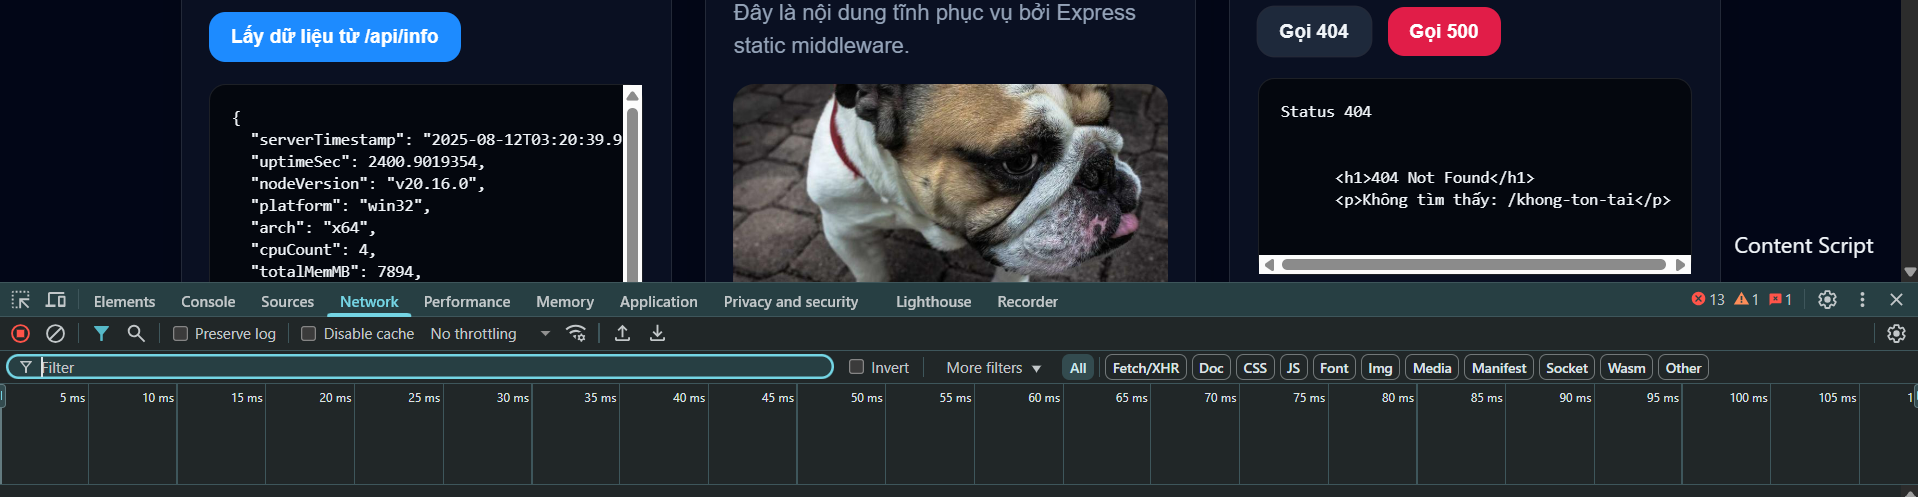 Lấy dữ liệu từ /api/info
{
"serverTimestamp": "2025-08-12T03:20:39.9
"uptimeSec": 2400.9019354,
"nodeVersion": "v20.16.0",
"platform": "win32",
"arch": "x64",
"cpuCount": 4,
"totalMemMB": 7894,
Đây là nội dung tĩnh phục vụ bởi Express
static middleware.
Gọi 404 Gọi 500
Status 404
<h1>404 Not Found</h1>
<p>Không tìm thấy: /khong-ton-tai</p>
Content Script
Elements Console Sources Network Performance Memory Application Privacy and security Lighthouse Recorder 13 1 1
Preserve log Disable cache No throttling
Filter Invert More filters All Fetch/XHR Doc CSS JS Font Img Media Manifest Socket Wasm Other
5 ms 10 ms 15 ms 20 ms 25 ms 30 ms 35 ms 40 ms 45 ms 50 ms 55 ms 60 ms 65 ms 70 ms 75 ms 80 ms 85 ms 90 ms 95 ms 100 ms 105 ms 1